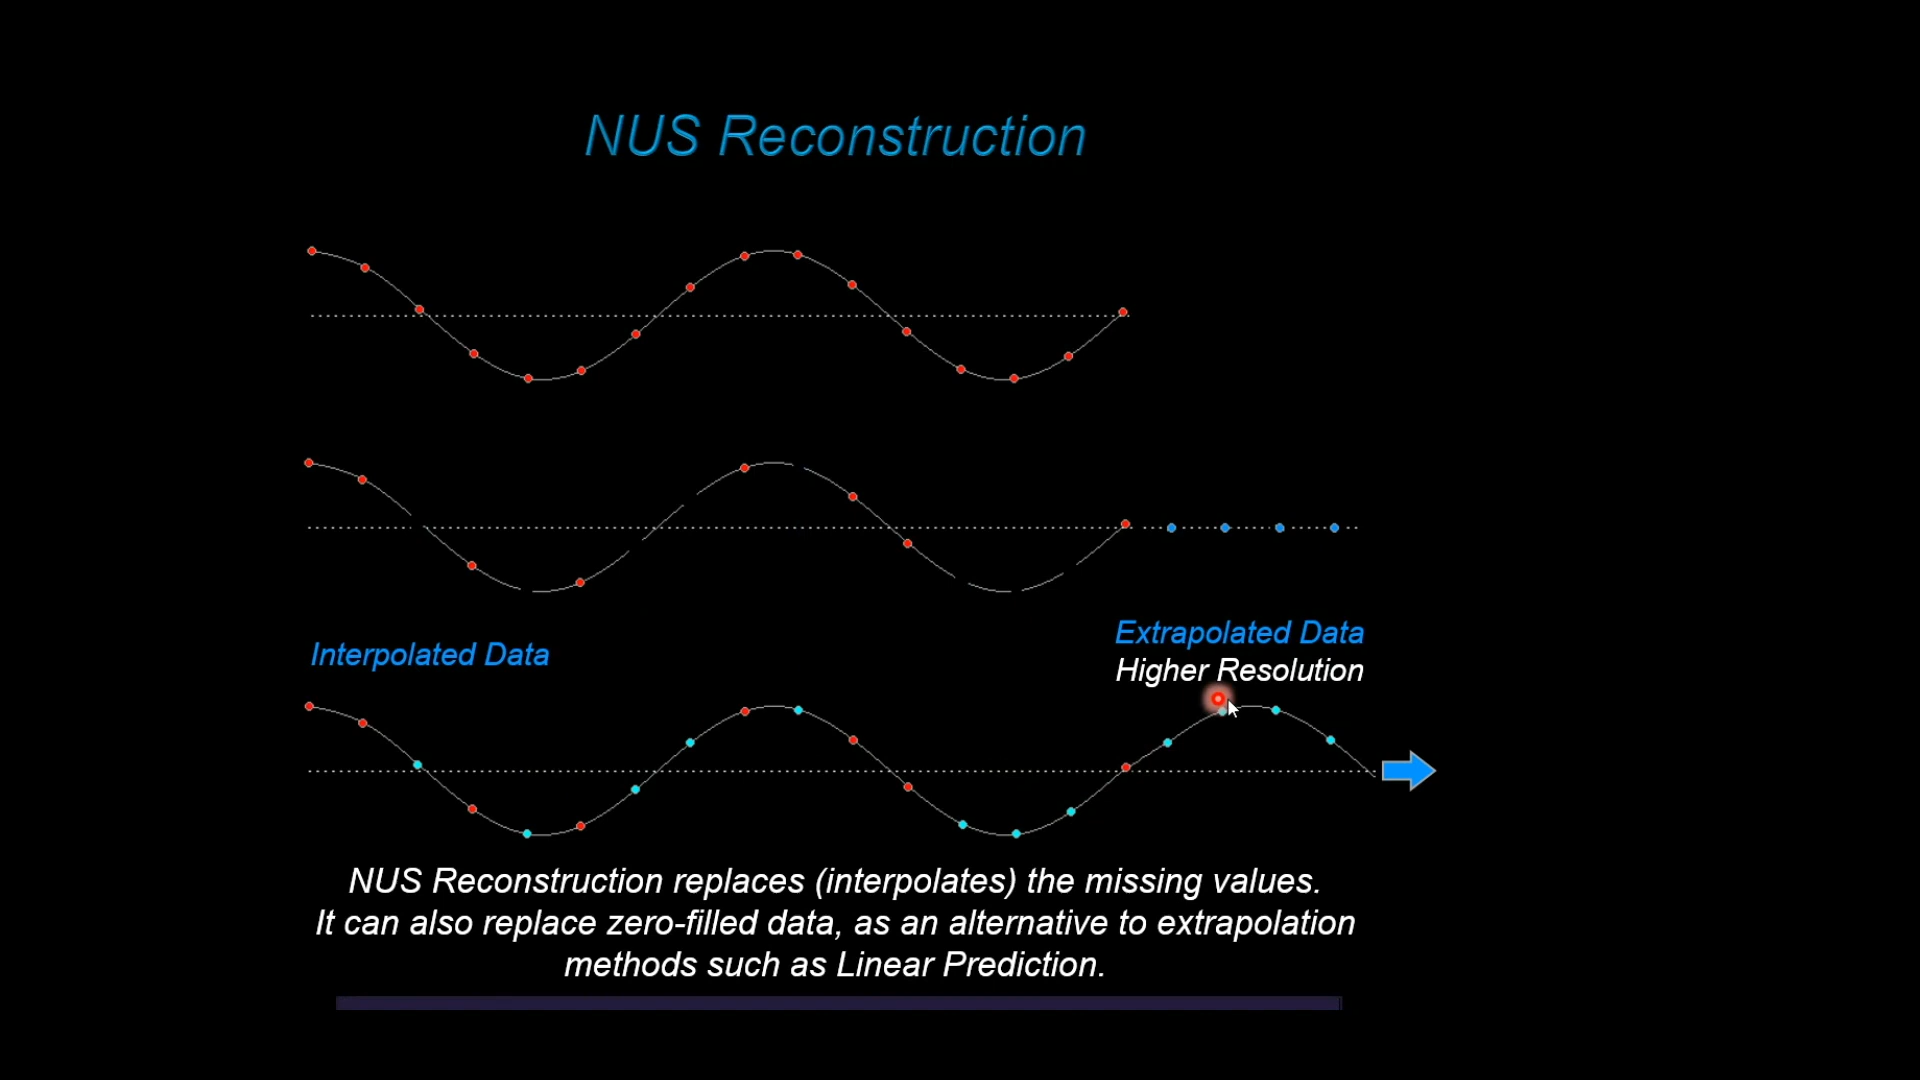 NUS Reconstruction
Interpolated Data
Extrapolated Data
Higher Resolution
NUS Reconstruction replaces (interpolates) the missing values.
It can also replace zero-filled data, as an alternative to extrapolation
methods such as Linear Prediction.